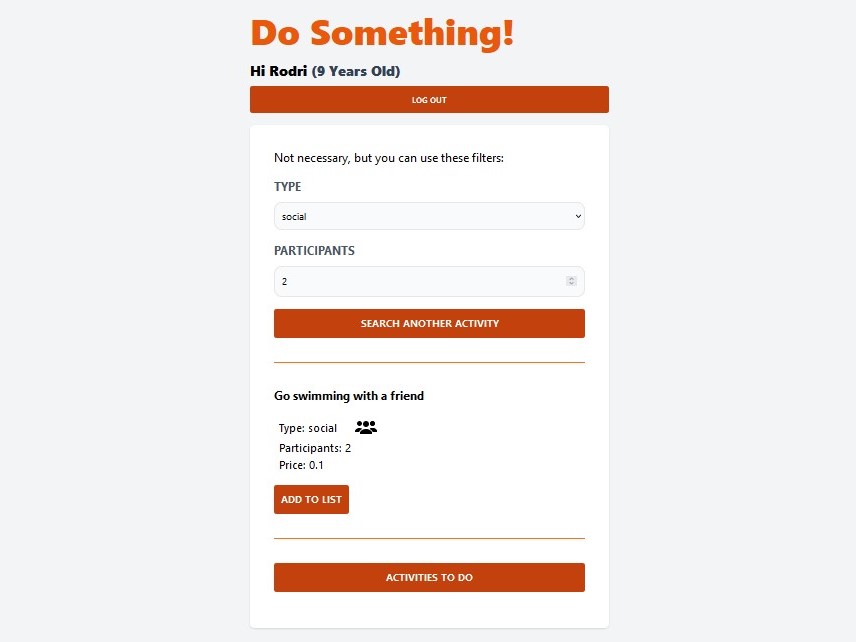 Do Something!
Hi Rodri (9 Years Old)
LOG OUT
Not necessary, but you can use these filters:
TYPE
social
PARTICIPANTS
2
SEARCH ANOTHER ACTIVITY
Go swimming with a friend
Type: social
Participants: 2
Price: 0.1
ADD TO LIST
ACTIVITIES TO DO